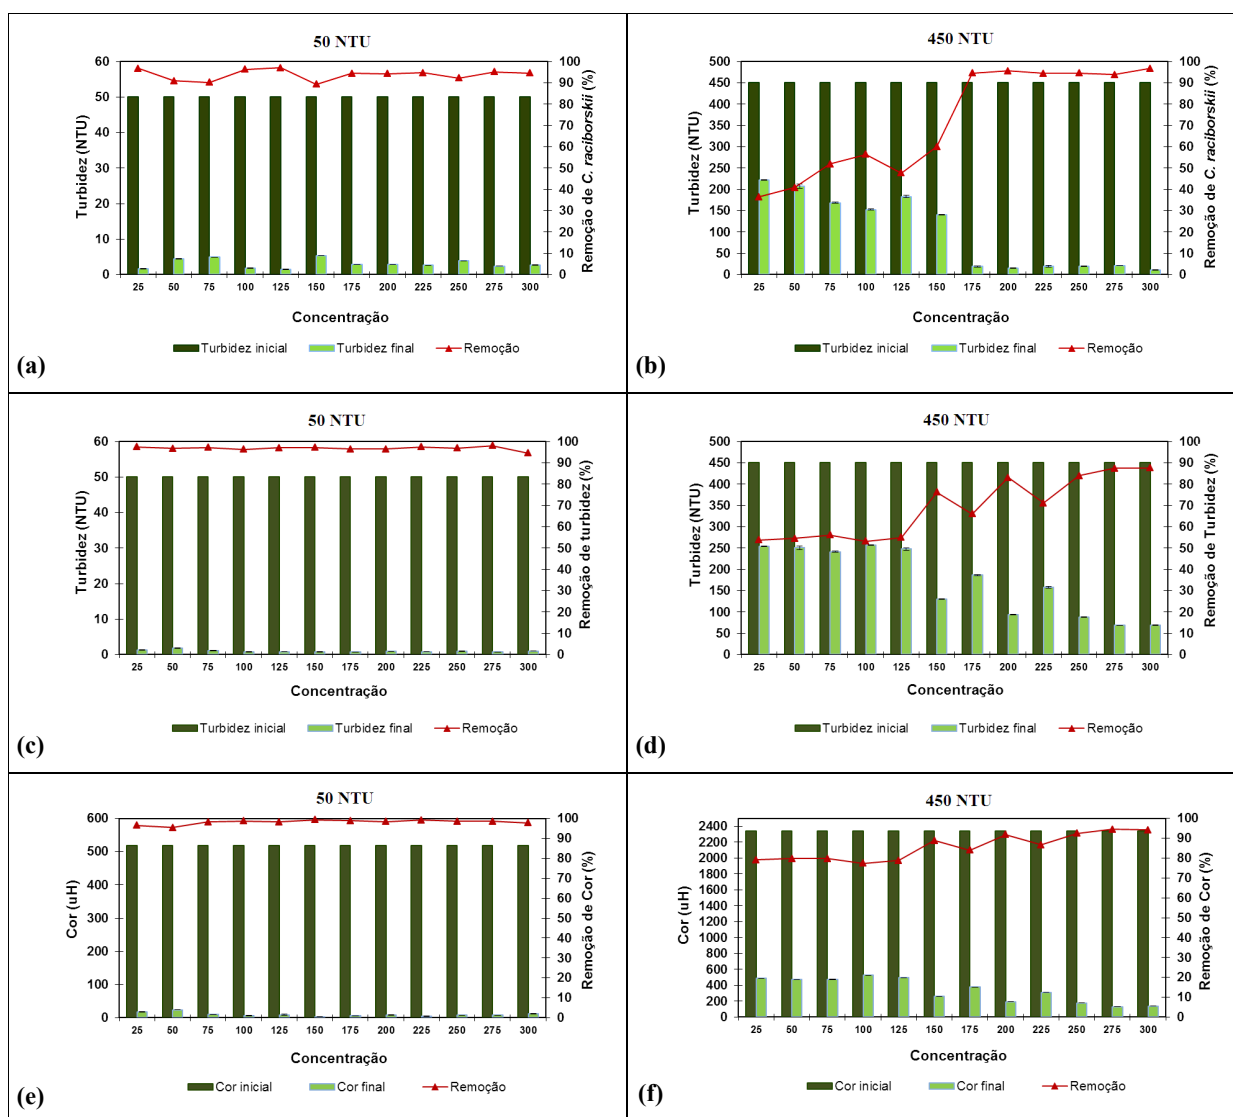 50 NTU
Turbidez (NTU)
60
50
40
30
20
10
0
100
90
80
70
60
50
40
30
20
10
0
Remoção de C. raciborskii (%)
25 50 75 100 125 150 175 200 225 250 275 300
Concentração
Turbidez inicial Turbidez final Remoção
(a)
450 NTU
Turbidez (NTU)
500
450
400
350
300
250
200
150
100
50
0
100
90
80
70
60
50
40
30
20
10
0
Remoção de C. raciborskii (%)
25 50 75 100 125 150 175 200 225 250 275 300
Concentração
Turbidez inicial Turbidez final Remoção
(b)
50 NTU
Turbidez (NTU)
60
50
40
30
20
10
0
100
90
80
70
60
50
40
30
20
10
0
Remoção de turbidez (%)
25 50 75 100 125 150 175 200 225 250 275 300
Concentração
Turbidez inicial Turbidez final Remoção
(c)
450 NTU
Turbidez (NTU)
500
450
400
350
300
250
200
150
100
50
0
100
90
80
70
60
50
40
30
20
10
0
Remoção de Turbidez (%)
25 50 75 100 125 150 175 200 225 250 275 300
Concentração
Turbidez inicial Turbidez final Remoção
(d)
50 NTU
Cor (uH)
600
500
400
300
200
100
0
100
90
80
70
60
50
40
30
20
10
0
Remoção de Cor (%)
25 50 75 100 125 150 175 200 225 250 275 300
Concentração
Cor inicial Cor final Remoção
(e)
450 NTU
Cor (uH)
2400
2200
2000
1800
1600
1400
1200
1000
800
600
400
200
0
100
90
80
70
60
50
40
30
20
10
0
Remoção de Cor (%)
25 50 75 100 125 150 175 200 225 250 275 300
Concentração
Cor inicial Cor final Remoção
(f)